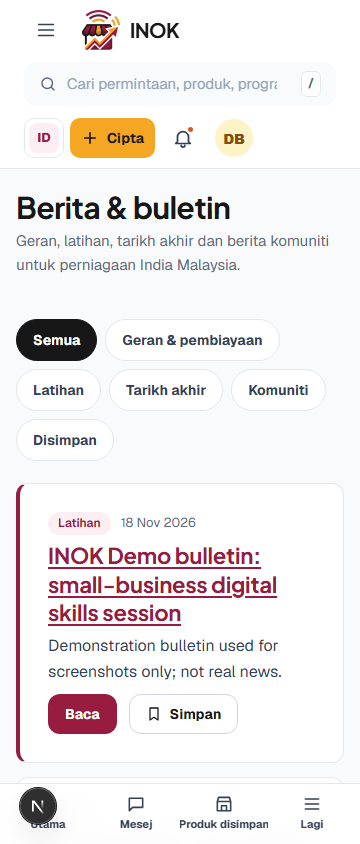 INOK
Cari permintaan, produk, progra
/
ID
+ Cipta
DB
Berita & buletin
Geran, latihan, tarikh akhir dan berita komuniti
untuk perniagaan India Malaysia.
Semua
Geran & pembiayaan
Latihan
Tarikh akhir
Komuniti
Disimpan
Latihan
18 Nov 2026
INOK Demo bulletin:
small-business digital
skills session
Demonstration bulletin used for
screenshots only; not real news.
Baca
Simpan
N
Utama
Mesej
Produk disimpan
Lagi